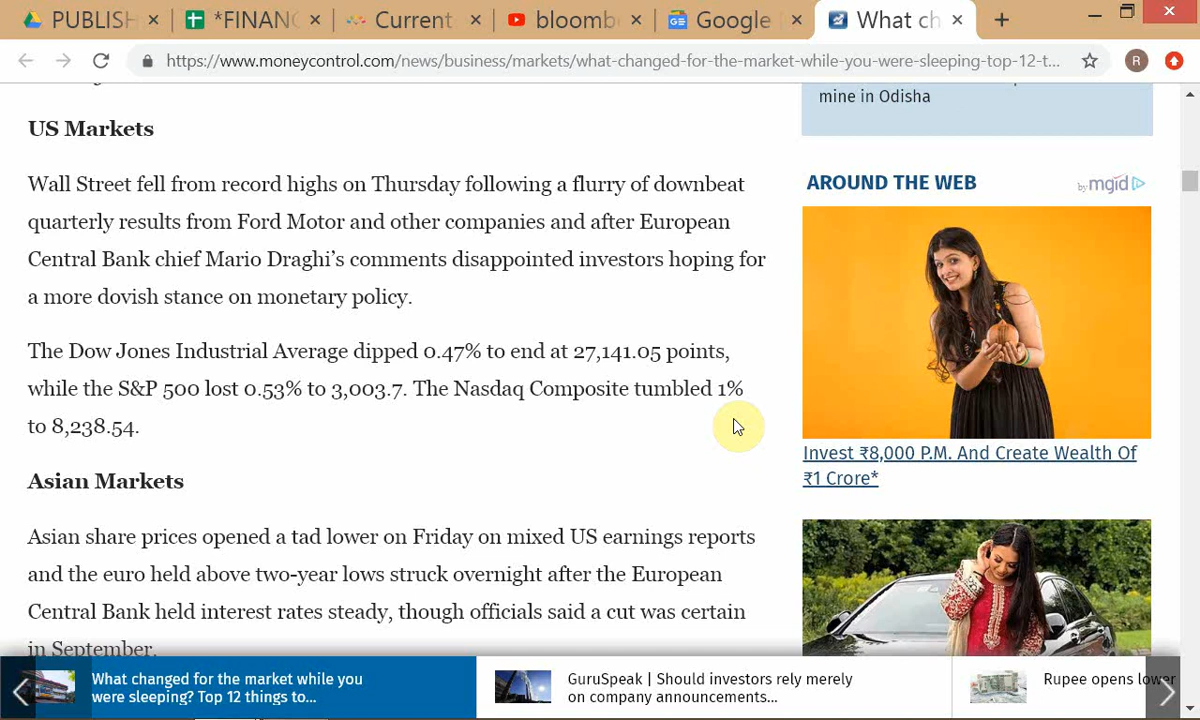 PUBLISH
*FINANC
Current
bloomb
Google
What ch
https://www.moneycontrol.com/news/business/markets/what-changed-for-the-market-while-you-were-sleeping-top-12-t...
R
mine in Odisha
US Markets
Wall Street fell from record highs on Thursday following a flurry of downbeat
quarterly results from Ford Motor and other companies and after European
Central Bank chief Mario Draghi’s comments disappointed investors hoping for
a more dovish stance on monetary policy.
The Dow Jones Industrial Average dipped 0.47% to end at 27,141.05 points,
while the S&P 500 lost 0.53% to 3,003.7. The Nasdaq Composite tumbled 1%
to 8,238.54.
Asian Markets
Asian share prices opened a tad lower on Friday on mixed US earnings reports
and the euro held above two-year lows struck overnight after the European
Central Bank held interest rates steady, though officials said a cut was certain
in September.
AROUND THE WEB
by mgid
Invest ₹8,000 P.M. And Create Wealth Of
₹1 Crore*
What changed for the market while you
were sleeping? Top 12 things to...
GuruSpeak | Should investors rely merely
on company announcements...
Rupee opens lower